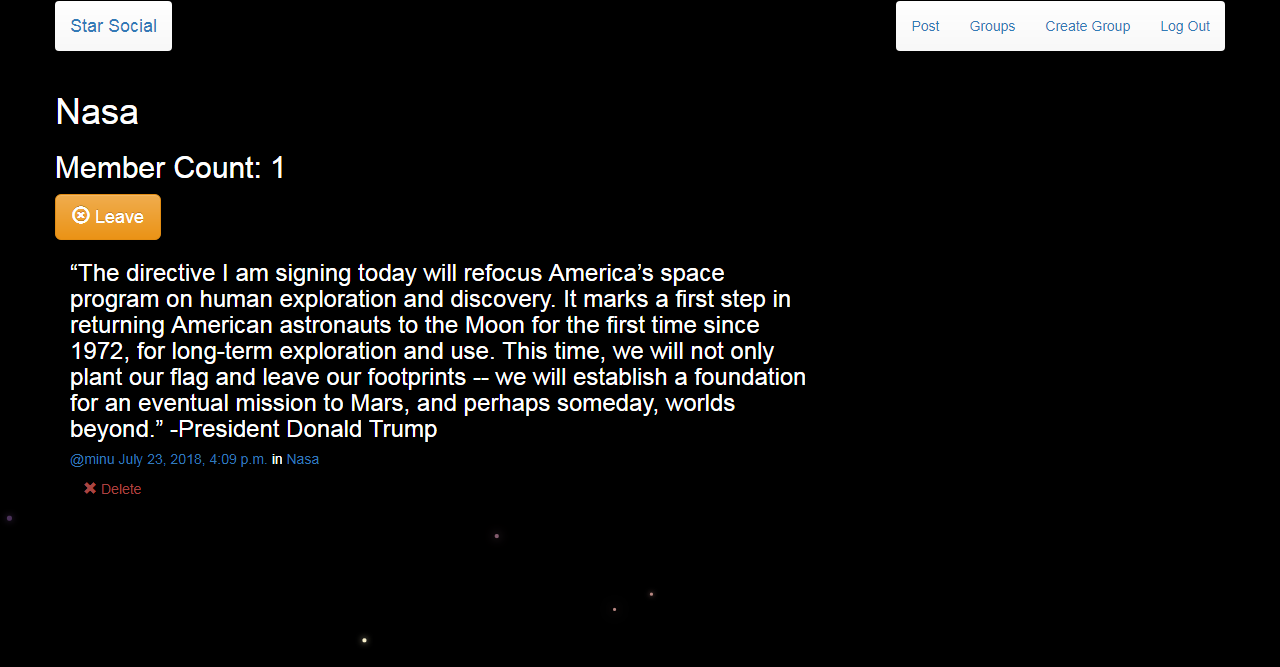 Star Social
Post Groups Create Group Log Out
Nasa
Member Count: 1
Leave
“The directive I am signing today will refocus America’s space
program on human exploration and discovery. It marks a first step in
returning American astronauts to the Moon for the first time since
1972, for long-term exploration and use. This time, we will not only
plant our flag and leave our footprints -- we will establish a foundation
for an eventual mission to Mars, and perhaps someday, worlds
beyond.” -President Donald Trump
@minu July 23, 2018, 4:09 p.m. in Nasa
Delete